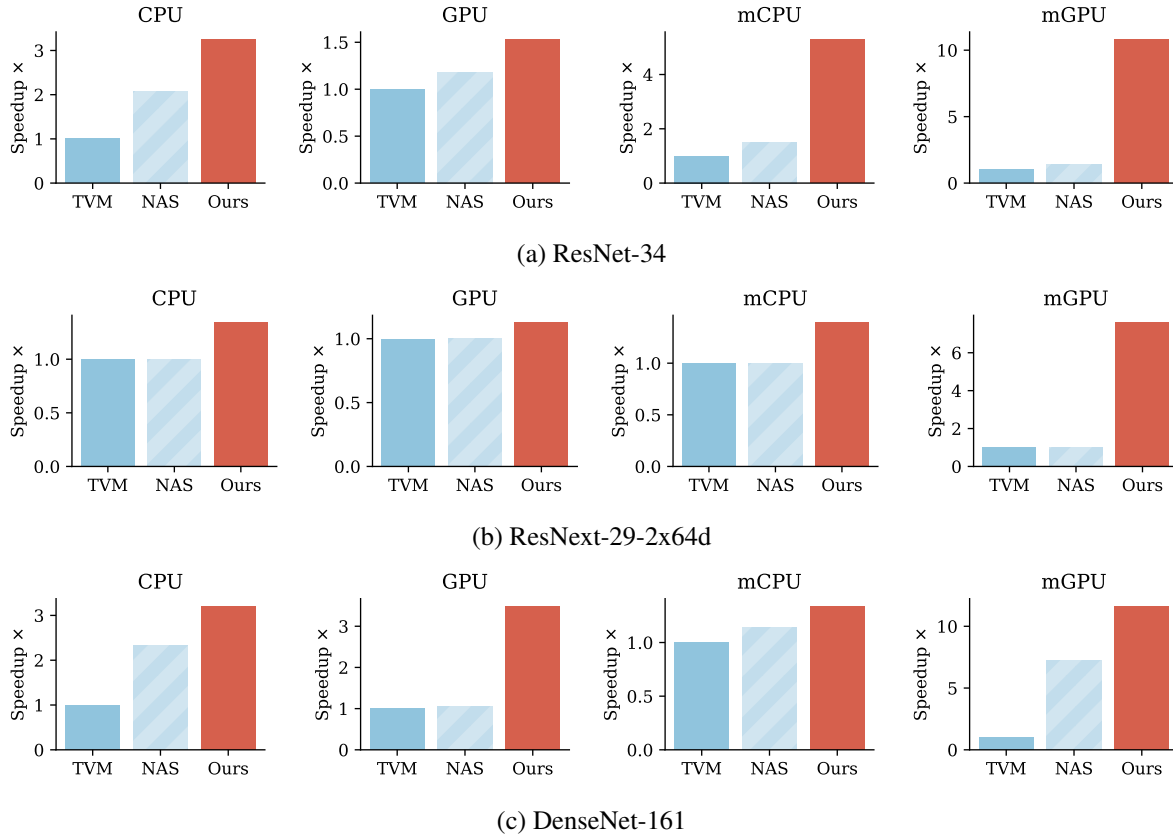 CPU GPU mCPU mGPU
Speedup × Speedup × Speedup × Speedup ×
3 1.5 4 10
2 1.0 2 5
1 0.5 0 0
0 0.0
TVM NAS Ours TVM NAS Ours TVM NAS Ours TVM NAS Ours
(a) ResNet-34
CPU GPU mCPU mGPU
Speedup × Speedup × Speedup × Speedup ×
1.0 1.0 1.0 6
0.5 0.5 0.5 4
0.0 0.0 0.0 2
0
TVM NAS Ours TVM NAS Ours TVM NAS Ours TVM NAS Ours
(b) ResNext-29-2x64d
CPU GPU mCPU mGPU
Speedup × Speedup × Speedup × Speedup ×
3 3 1.0 10
2 2 0.5 5
1 1 0.0 0
0 0
TVM NAS Ours TVM NAS Ours TVM NAS Ours TVM NAS Ours
(c) DenseNet-161